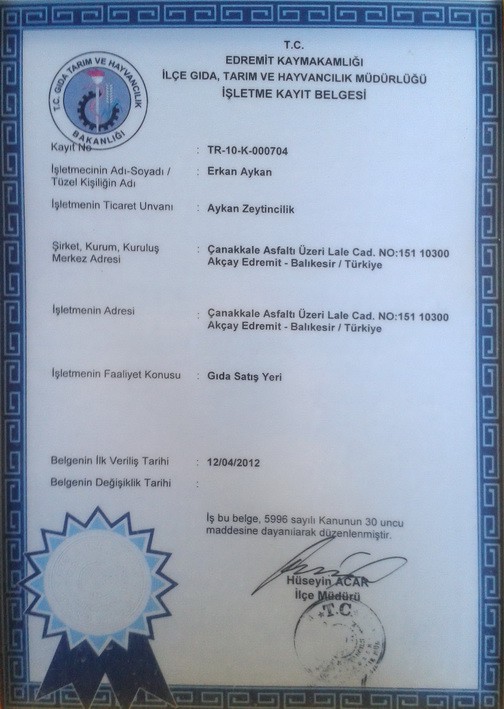 T.C.
EDREMİT KAYMAKAMLIĞI
İLÇE GIDA, TARIM VE HAYVANCILIK MÜDÜRLÜĞÜ
İŞLETME KAYIT BELGESİ
T.C. GIDA TARIM VE HAYVANCILIK
BAKANLIĞI
Kayıt No : TR-10-K-000704
İşletmecinin Adı-Soyadı / : Erkan Aykan
Tüzel Kişiliğin Adı
İşletmenin Ticaret Unvanı : Aykan Zeytincilik
Şirket, Kurum, Kuruluş : Çanakkale Asfaltı Üzeri Lale Cad. NO:151 10300
Merkez Adresi Akçay Edremit - Balıkesir / Türkiye
İşletmenin Adresi : Çanakkale Asfaltı Üzeri Lale Cad. NO:151 10300
Akçay Edremit - Balıkesir / Türkiye
İşletmenin Faaliyet Konusu : Gıda Satış Yeri
Belgenin İlk Veriliş Tarihi : 12/04/2012
Belgenin Değişiklik Tarihi :
İş bu belge, 5996 sayılı Kanunun 30 uncu
maddesine dayanılarak düzenlenmiştir.
Hüseyin ACAR
İlçe Müdürü
T.C.